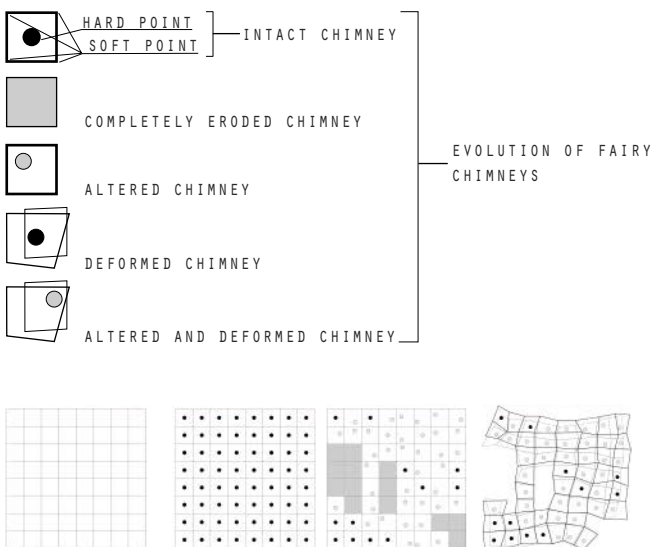 HARD POINT
SOFT POINT
INTACT CHIMNEY
COMPLETELY ERODED CHIMNEY
ALTERED CHIMNEY
DEFORMED CHIMNEY
ALTERED AND DEFORMED CHIMNEY
EVOLUTION OF FAIRY
CHIMNEYS